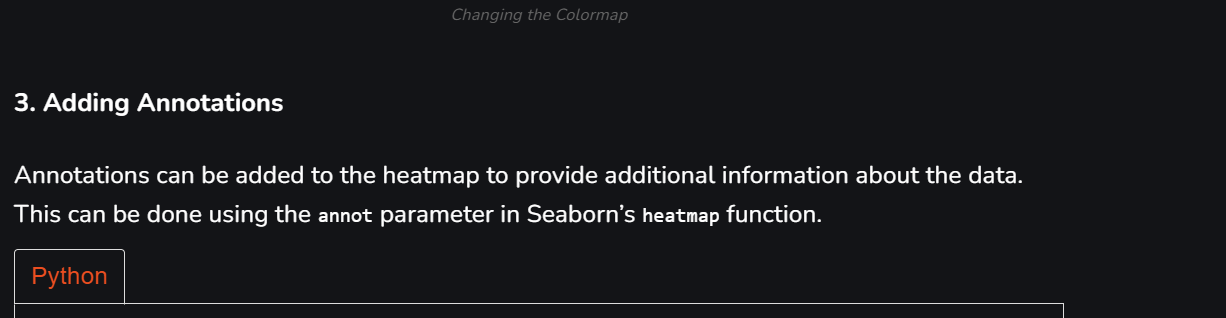 Changing the Colormap
3. Adding Annotations
Annotations can be added to the heatmap to provide additional information about the data.
This can be done using the annot parameter in Seaborn’s heatmap function.
Python